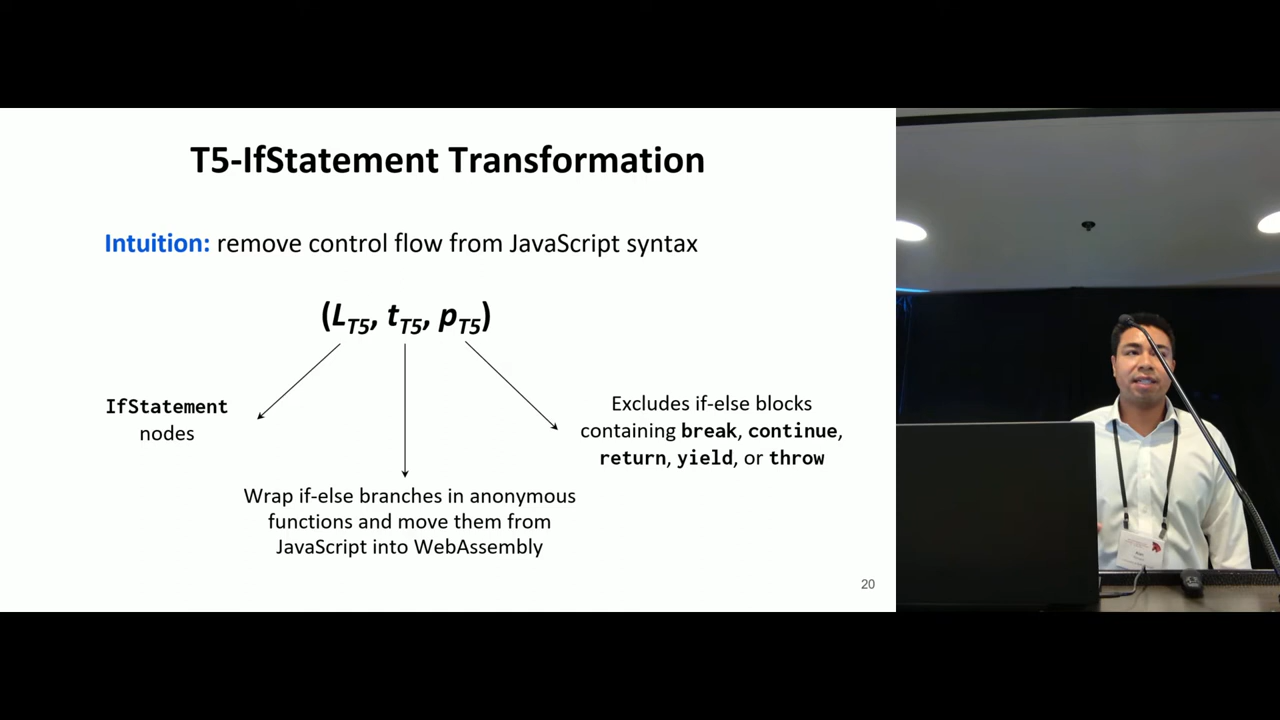 T5-IfStatement Transformation
Intuition: remove control flow from JavaScript syntax
(L_T5, t_T5, p_T5)
IfStatement
nodes
Excludes if-else blocks
containing break, continue,
return, yield, or throw
Wrap if-else branches in anonymous
functions and move them from
JavaScript into WebAssembly
20